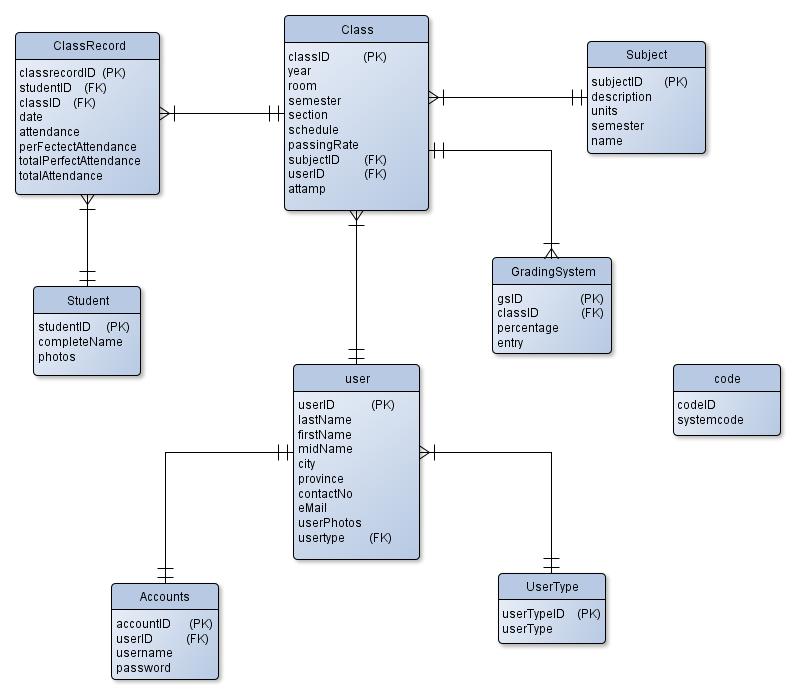 ClassRecord
classrecordID (PK)
studentID (FK)
classID (FK)
date
attendance
perFectectAttendance
totalPerfectAttendance
totalAttendance
Class
classID (PK)
year
room
semester
section
schedule
passingRate
subjectID (FK)
userID (FK)
attamp
Subject
subjectID (PK)
description
units
semester
name
Student
studentID (PK)
completeName
photos
GradingSystem
gsID (PK)
classID (FK)
percentage
entry
user
userID (PK)
lastName
firstName
midName
city
province
contactNo
eMail
userPhotos
usertype (FK)
code
codeID
systemcode
Accounts
accountID (PK)
userID (FK)
username
password
UserType
userTypeID (PK)
userType